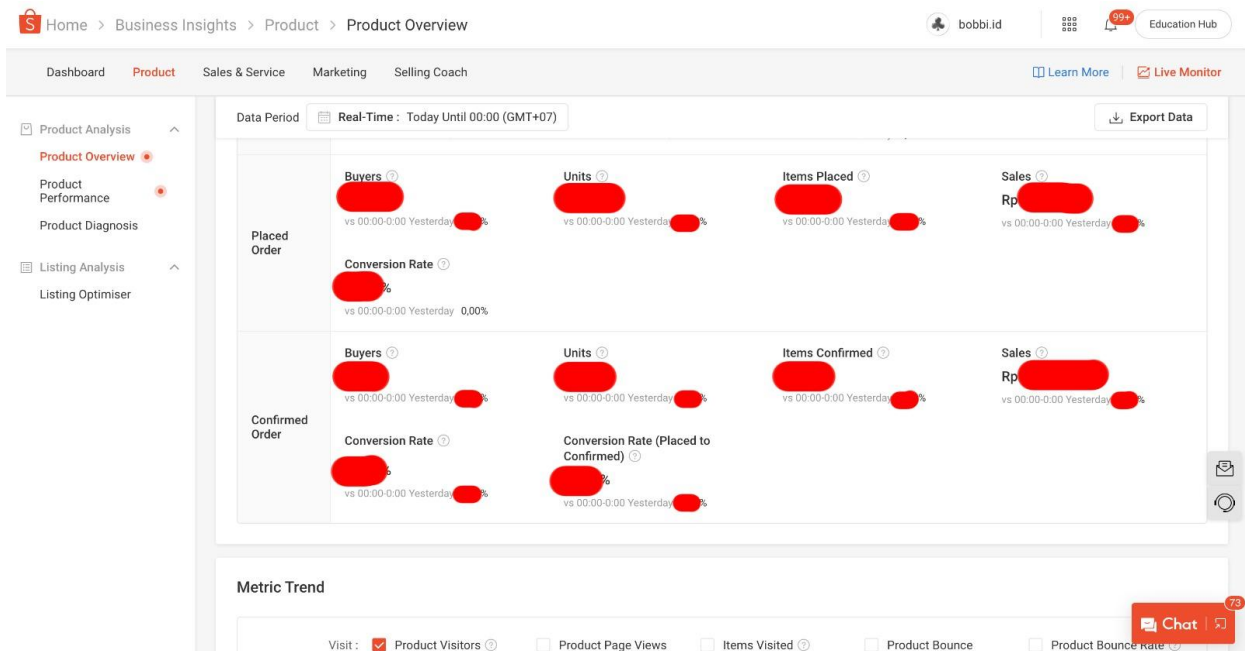 Home > Business Insights > Product > Product Overview
bobbi.id
99+
Education Hub
Dashboard Product Sales & Service Marketing Selling Coach
Learn More
Live Monitor
Product Analysis
Product Overview
Product Performance
Product Diagnosis
Listing Analysis
Listing Optimiser
Data Period Real-Time : Today Until 00:00 (GMT+07)
Export Data
Placed Order
Buyers Units Items Placed Sales
Rp
vs 00:00-0:00 Yesterday % vs 00:00-0:00 Yesterday % vs 00:00-0:00 Yesterday % vs 00:00-0:00 Yesterday %
Conversion Rate
%
vs 00:00-0:00 Yesterday 0,00%
Confirmed Order
Buyers Units Items Confirmed Sales
Rp
vs 00:00-0:00 Yesterday % vs 00:00-0:00 Yesterday % vs 00:00-0:00 Yesterday % vs 00:00-0:00 Yesterday %
Conversion Rate Conversion Rate (Placed to Confirmed)
% %
vs 00:00-0:00 Yesterday % vs 00:00-0:00 Yesterday %
Metric Trend
73
Chat
Visit : Product Visitors Product Page Views Items Visited Product Bounce Product Bounce Rate